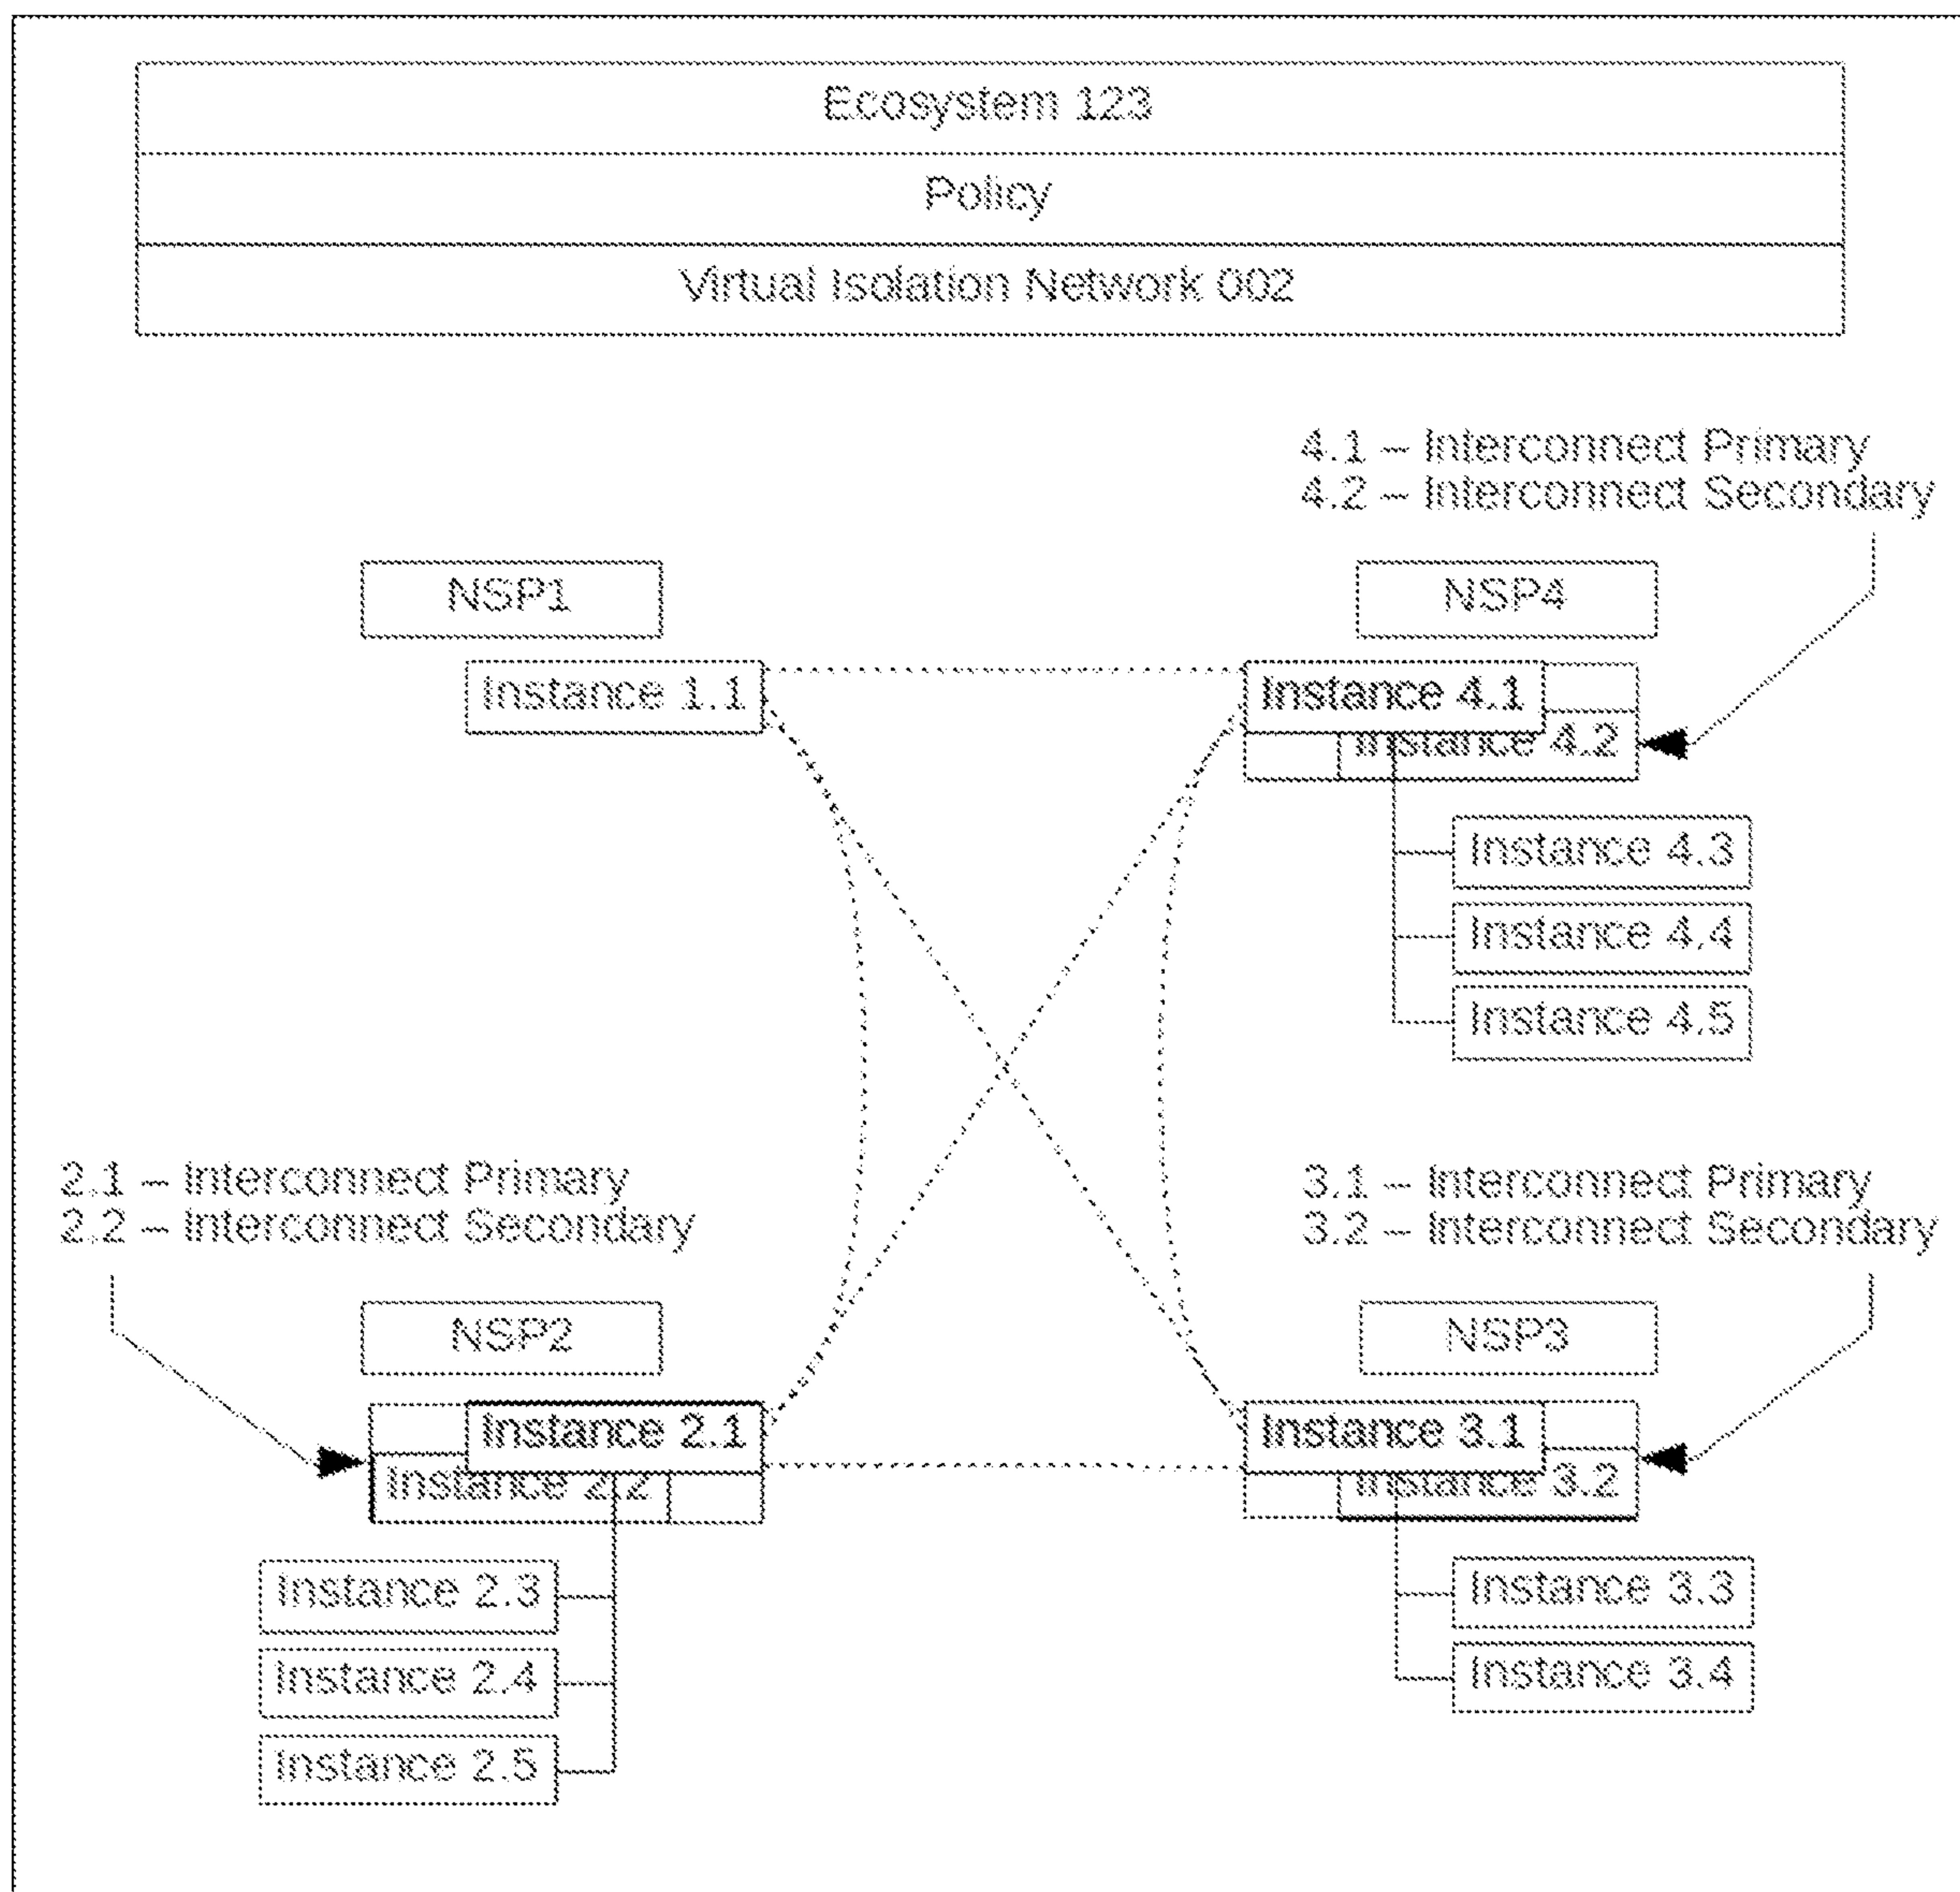 Ecosystem 123
Policy
Virtual Isolation Network 002
4.1 – Interconnect Primary
4.2 – Interconnect Secondary
NSP1
NSP4
Instance 1.1
Instance 4.1
Instance 4.2
Instance 4.3
Instance 4.4
Instance 4.5
2.1 – Interconnect Primary
2.2 – Interconnect Secondary
3.1 – Interconnect Primary
3.2 – Interconnect Secondary
NSP2
NSP3
Instance 2.1
Instance 2.2
Instance 3.1
Instance 3.2
Instance 2.3
Instance 2.4
Instance 2.5
Instance 3.3
Instance 3.4